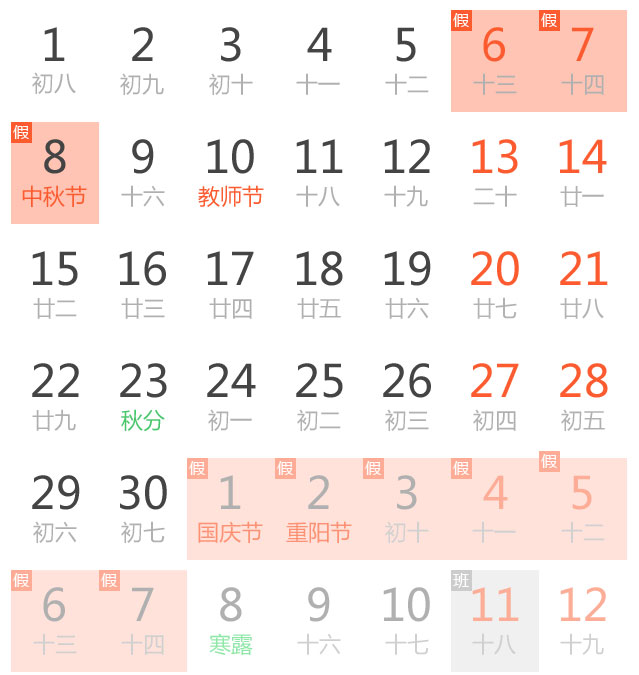 假 假
1 2 3 4 5 6 7
初八 初九 初十 十一 十二 十三 十四
假
8 9 10 11 12 13 14
中秋节 十六 教师节 十八 十九 二十 廿一
15 16 17 18 19 20 21
廿二 廿三 廿四 廿五 廿六 廿七 廿八
22 23 24 25 26 27 28
廿九 秋分 初一 初二 初三 初四 初五
假 假 假 假 假
29 30 1 2 3 4 5
初六 初七 国庆节 重阳节 初十 十一 十二
假 假 班
6 7 8 9 10 11 12
十三 十四 寒露 十六 十七 十八 十九